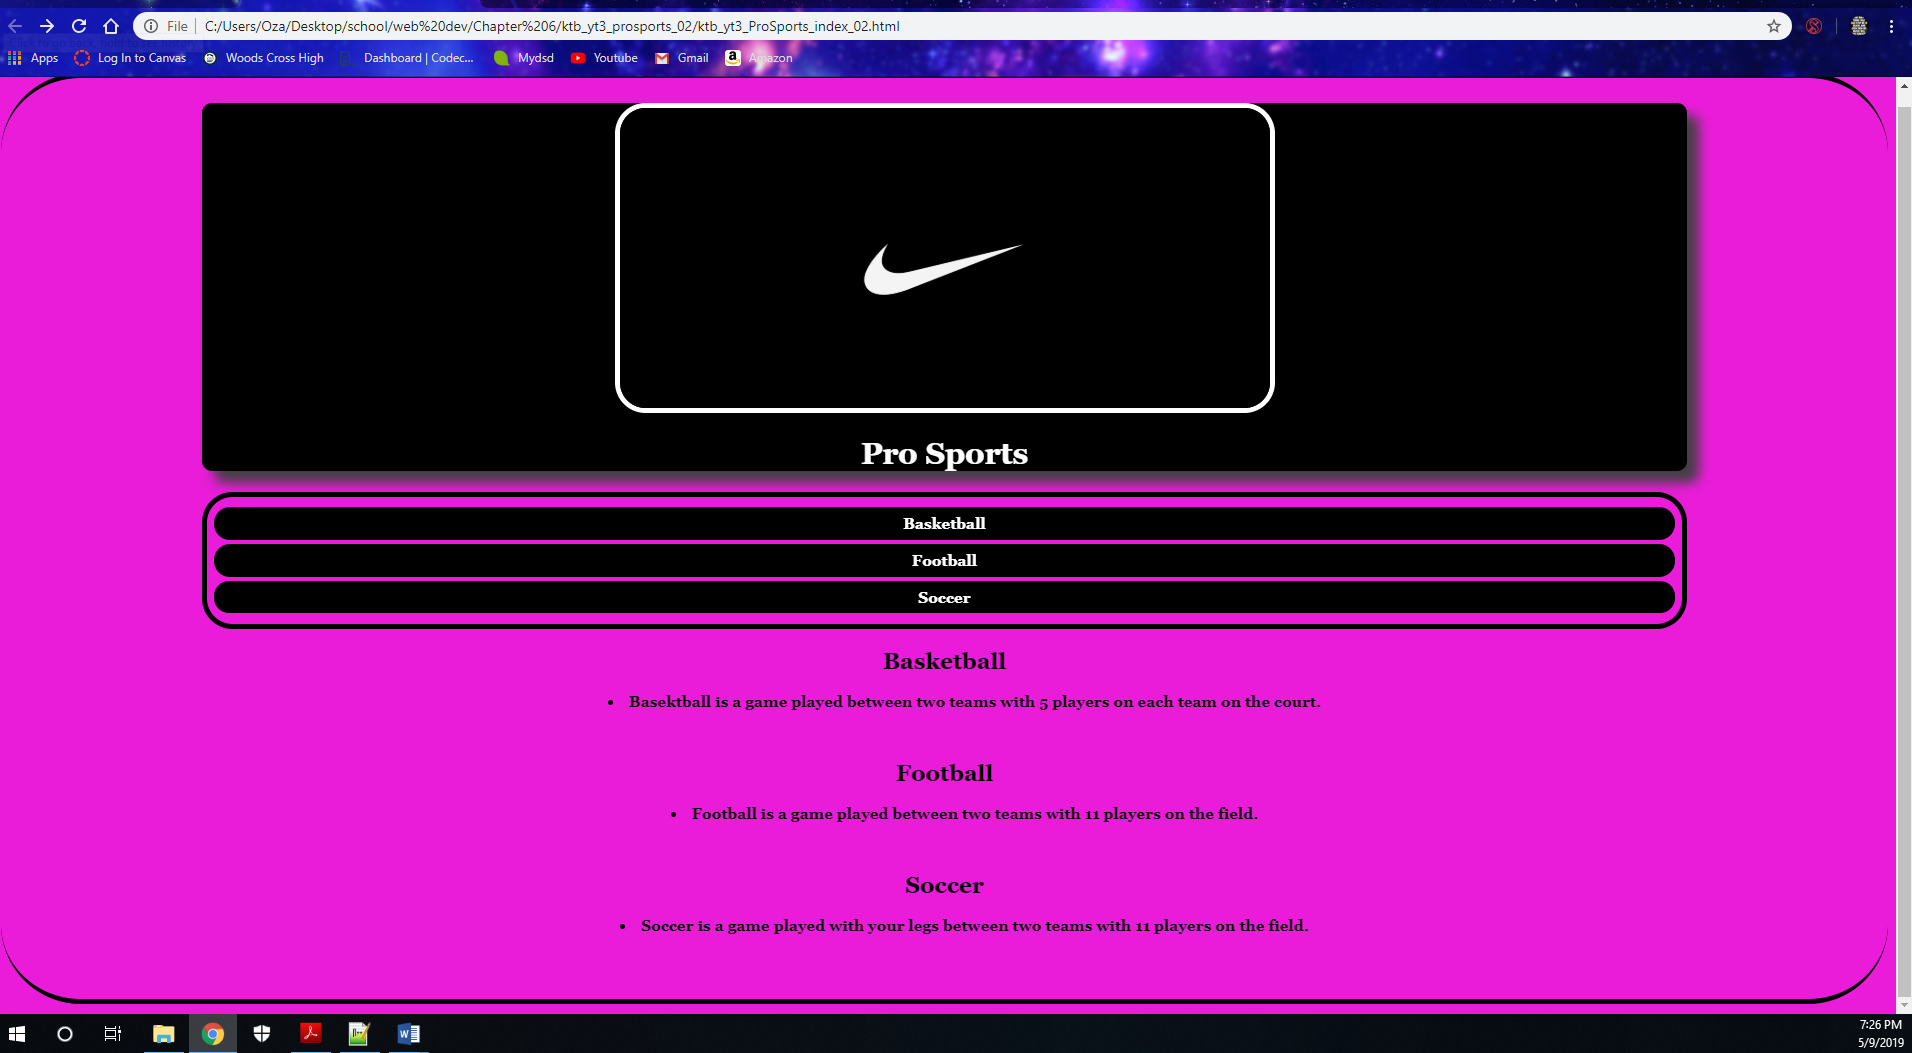 File C:/Users/Oza/Desktop/school/web%20dev/Chapter%206/ktb_yt3_prosports_02/ktb_yt3_ProSports_index_02.html
Apps Log In to Canvas Woods Cross High Dashboard | Codec... Mydsd Youtube Gmail Amazon
Pro Sports
Basketball
Football
Soccer
Basketball
• Basektball is a game played between two teams with 5 players on each team on the court.
Football
• Football is a game played between two teams with 11 players on the field.
Soccer
• Soccer is a game played with your legs between two teams with 11 players on the field.
7:26 PM
5/9/2019